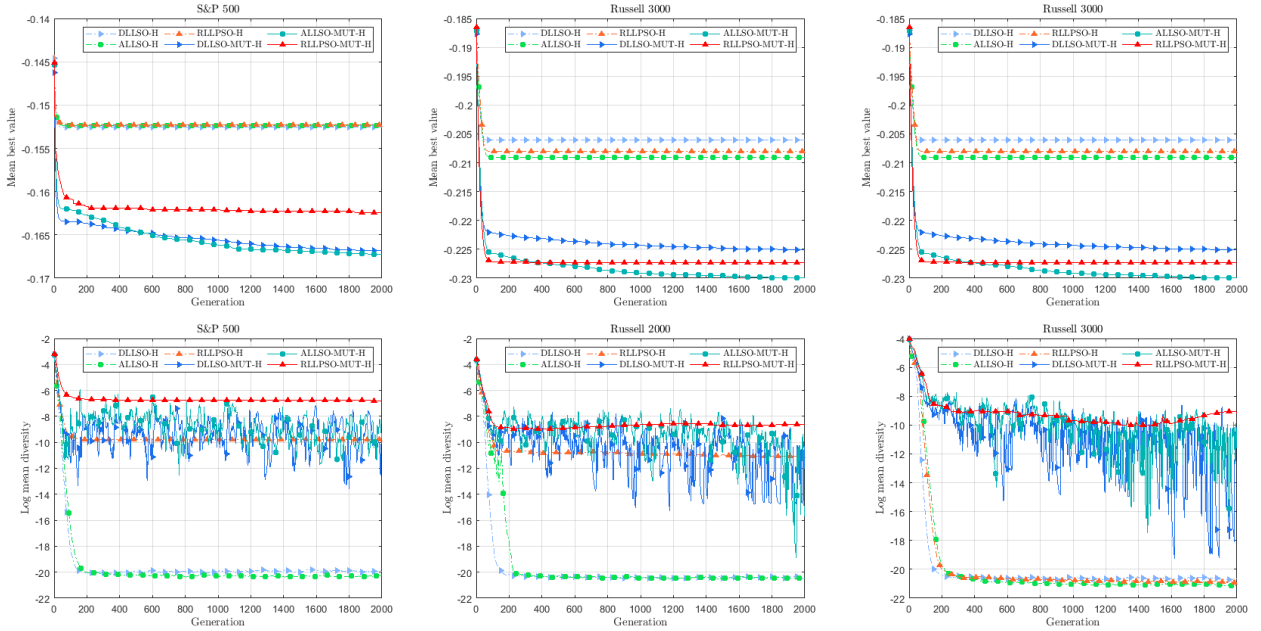 S&P 500
-0.14
-0.145
-0.15
-0.155
-0.16
-0.165
-0.17
Mean best value
DLLSO-H RLLPSO-H ALLSO-MUT-H
ALLSO-H DLLSO-MUT-H RLLPSO-MUT-H
0 200 400 600 800 1000 1200 1400 1600 1800 2000
Generation
Russell 3000
-0.185
-0.19
-0.195
-0.2
-0.205
-0.21
-0.215
-0.22
-0.225
-0.23
Mean best value
DLLSO-H RLLPSO-H ALLSO-MUT-H
ALLSO-H DLLSO-MUT-H RLLPSO-MUT-H
0 200 400 600 800 1000 1200 1400 1600 1800 2000
Generation
Russell 3000
-0.185
-0.19
-0.195
-0.2
-0.205
-0.21
-0.215
-0.22
-0.225
-0.23
Mean best value
DLLSO-H RLLPSO-H ALLSO-MUT-H
ALLSO-H DLLSO-MUT-H RLLPSO-MUT-H
0 200 400 600 800 1000 1200 1400 1600 1800 2000
Generation
S&P 500
-2
-4
-6
-8
-10
-12
-14
-16
-18
-20
-22
Log mean diversity
DLLSO-H RLLPSO-H ALLSO-MUT-H
ALLSO-H DLLSO-MUT-H RLLPSO-MUT-H
0 200 400 600 800 1000 1200 1400 1600 1800 2000
Generation
Russell 2000
-2
-4
-6
-8
-10
-12
-14
-16
-18
-20
-22
Log mean diversity
DLLSO-H RLLPSO-H ALLSO-MUT-H
ALLSO-H DLLSO-MUT-H RLLPSO-MUT-H
0 200 400 600 800 1000 1200 1400 1600 1800 2000
Generation
Russell 3000
-4
-6
-8
-10
-12
-14
-16
-18
-20
-22
Log mean diversity
DLLSO-H RLLPSO-H ALLSO-MUT-H
ALLSO-H DLLSO-MUT-H RLLPSO-MUT-H
0 200 400 600 800 1000 1200 1400 1600 1800 2000
Generation